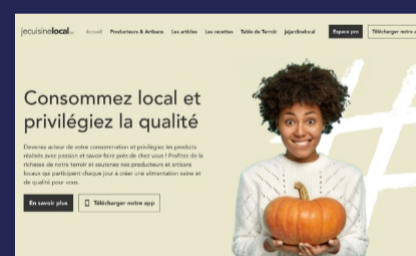 jecuisinelocal
Accueil Producteurs & Artisans Les articles Les recettes Table de Terroir Jejardinelocal Espace pro Télécharger notre a
Consommez local et
privilégiez la qualité
Devenez acteur de votre consommation et privilégiez les produits
réalisés avec passion et savoir-faire près de chez vous ! Profitez de la
richesse de notre terroir et soutenez nos producteurs et artisans
locaux qui participent chaque jour à créer une alimentation saine et
de qualité pour vous.
En savoir plus Télécharger notre app